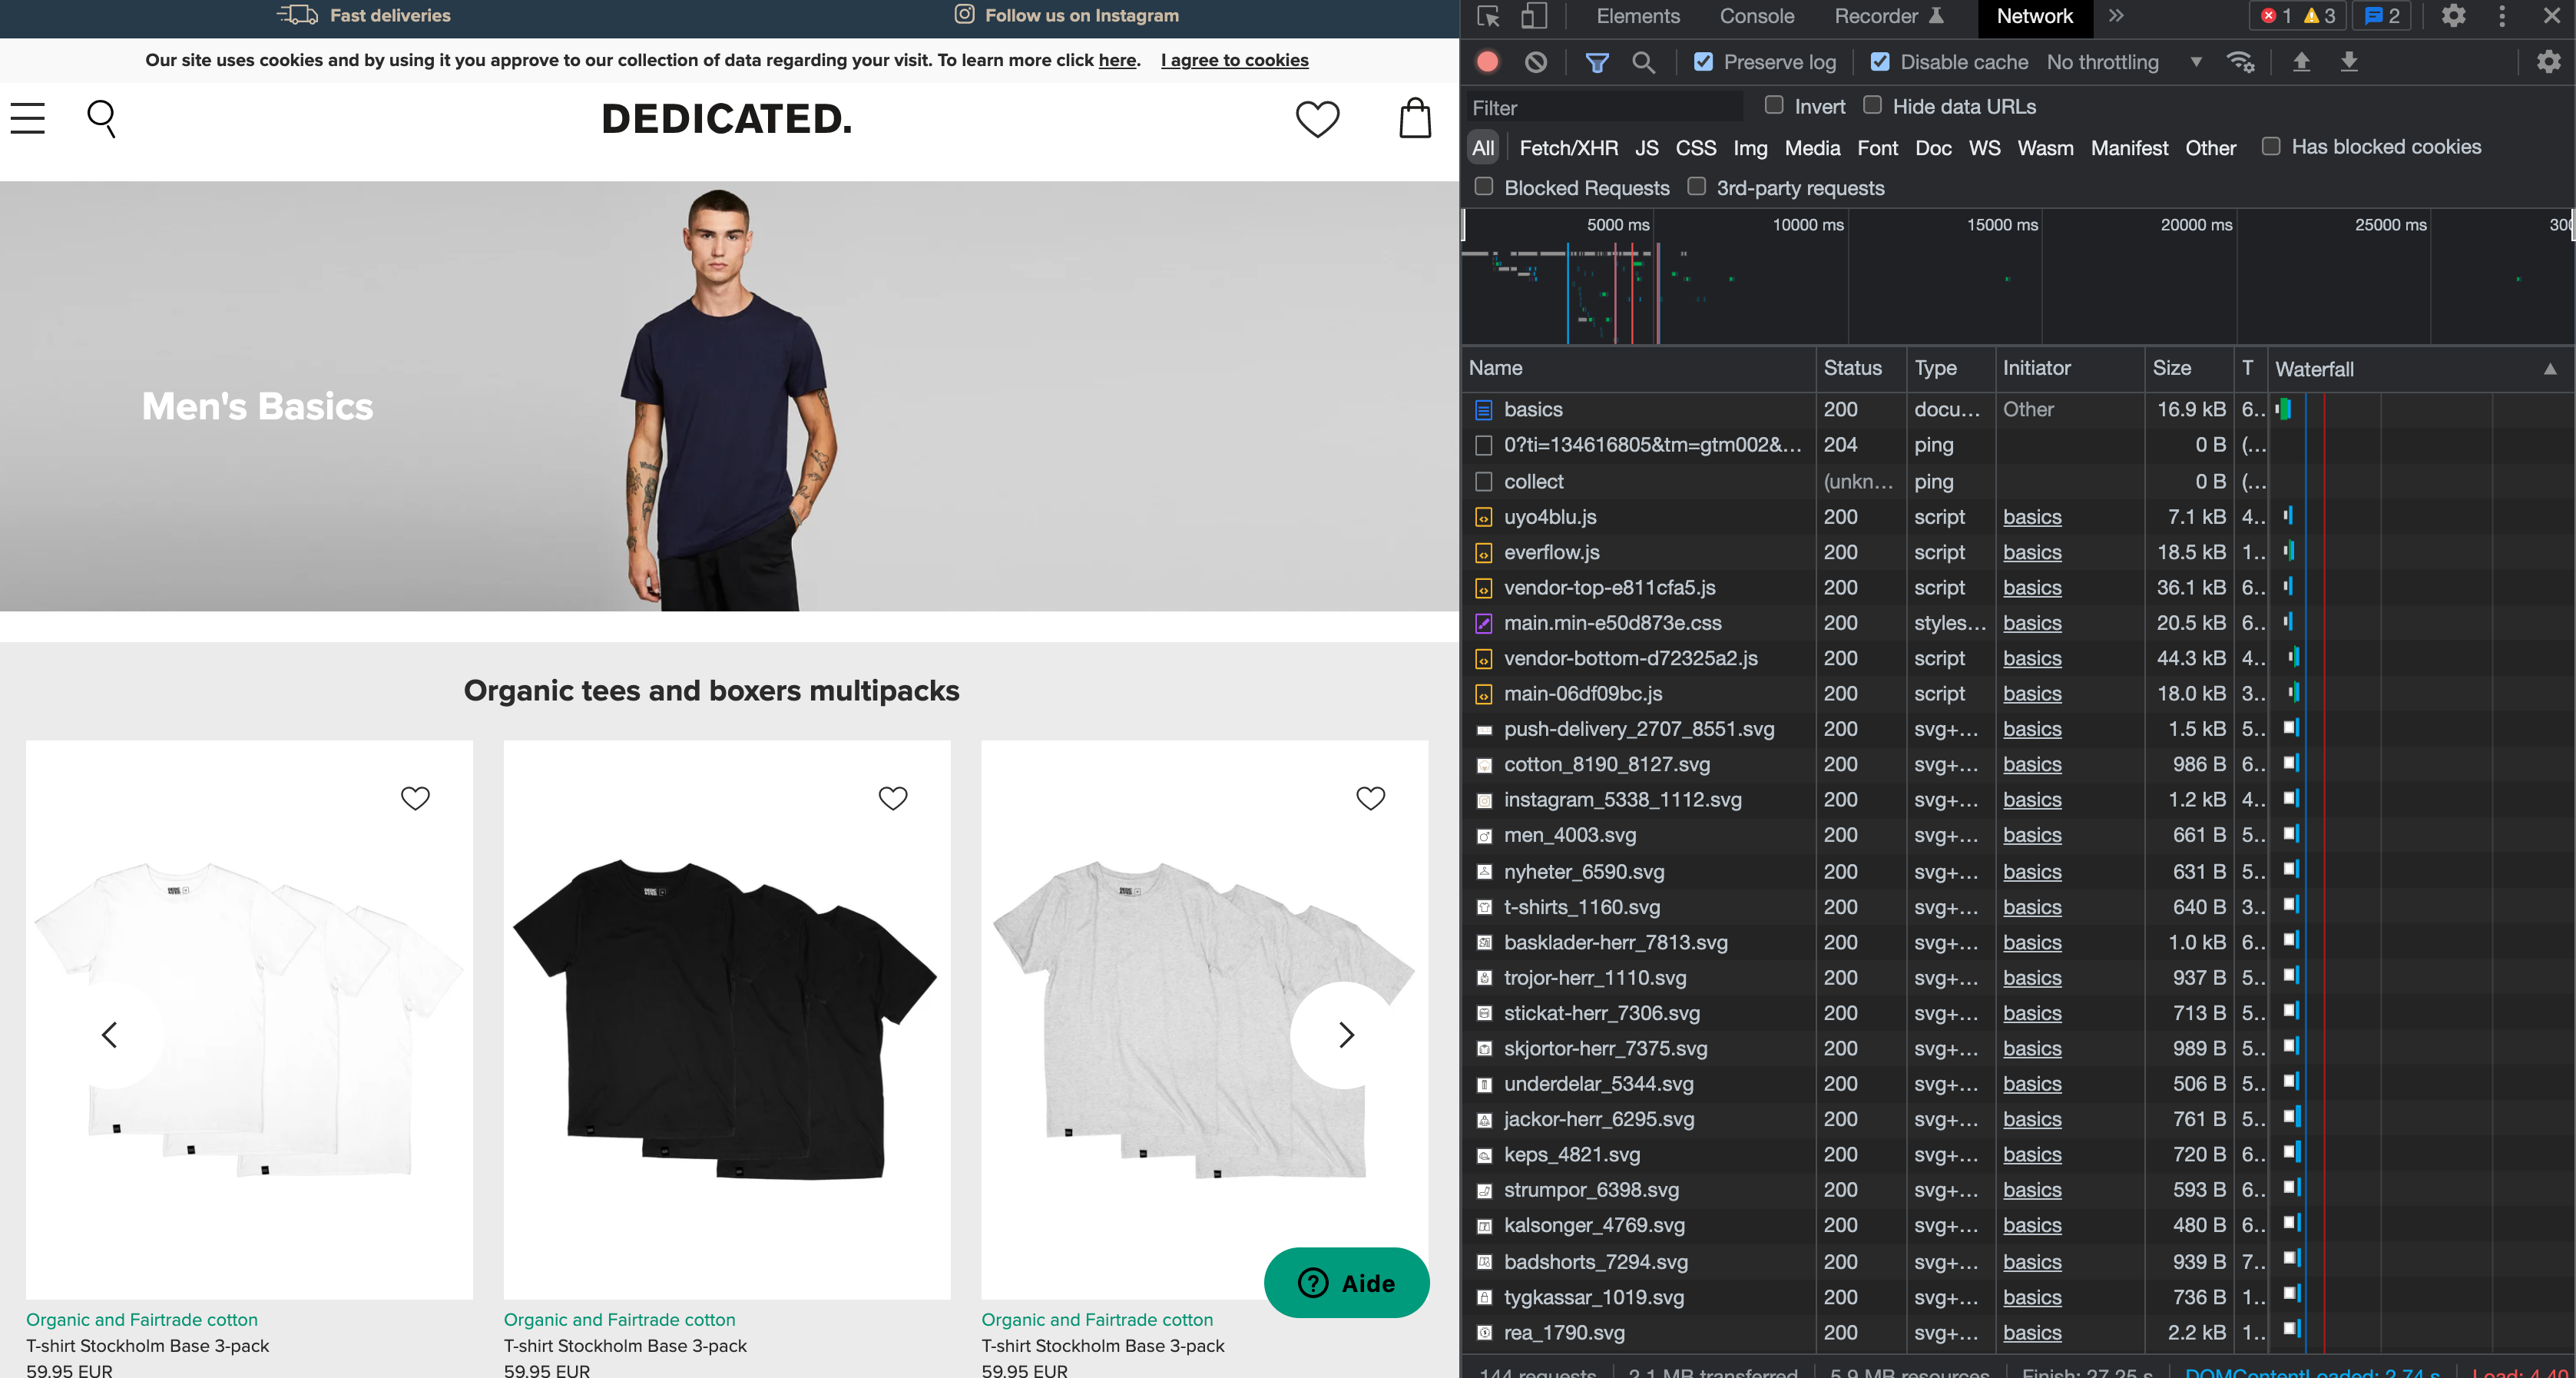 Fast deliveries
Follow us on Instagram
Our site uses cookies and by using it you approve to our collection of data regarding your visit. To learn more click here. I agree to cookies
DEDICATED.
Men's Basics
Organic tees and boxers multipacks
Organic and Fairtrade cotton
T-shirt Stockholm Base 3-pack
59.95 EUR
Organic and Fairtrade cotton
T-shirt Stockholm Base 3-pack
59.95 EUR
Organic and Fairtrade cotton
T-shirt Stockholm Base 3-pack
59.95 EUR
Aide
Elements Console Recorder Network 1 3 2
Preserve log Disable cache No throttling
Filter Invert Hide data URLs
All Fetch/XHR JS CSS Img Media Font Doc WS Wasm Manifest Other Has blocked cookies
Blocked Requests 3rd-party requests
5000 ms 10000 ms 15000 ms 20000 ms 25000 ms
Name Status Type Initiator Size T Waterfall
basics 200 docu... Other 16.9 kB 6..
0?ti=134616805&tm=gtm002&... 204 ping 0 B (...
collect (unkn... ping 0 B (...
uyo4blu.js 200 script basics 7.1 kB 4..
everflow.js 200 script basics 18.5 kB 1..
vendor-top-e811cfa5.js 200 script basics 36.1 kB 6..
main.min-e50d873e.css 200 styles... basics 20.5 kB 6..
vendor-bottom-d72325a2.js 200 script basics 44.3 kB 4..
main-06df09bc.js 200 script basics 18.0 kB 3..
push-delivery_2707_8551.svg 200 svg+... basics 1.5 kB 5..
cotton_8190_8127.svg 200 svg+... basics 986 B 6..
instagram_5338_1112.svg 200 svg+... basics 1.2 kB 4..
men_4003.svg 200 svg+... basics 661 B 5..
nyheter_6590.svg 200 svg+... basics 631 B 5..
t-shirts_1160.svg 200 svg+... basics 640 B 3..
basklader-herr_7813.svg 200 svg+... basics 1.0 kB 6..
trojor-herr_1110.svg 200 svg+... basics 937 B 5..
stickat-herr_7306.svg 200 svg+... basics 713 B 5..
skjortor-herr_7375.svg 200 svg+... basics 989 B 5..
underdelar_5344.svg 200 svg+... basics 506 B 5..
jackor-herr_6295.svg 200 svg+... basics 761 B 5..
keps_4821.svg 200 svg+... basics 720 B 6..
strumpor_6398.svg 200 svg+... basics 593 B 6..
kalsonger_4769.svg 200 svg+... basics 480 B 6..
badshorts_7294.svg 200 svg+... basics 939 B 7..
tygkassar_1019.svg 200 svg+... basics 736 B 1..
rea_1790.svg 200 svg+... basics 2.2 kB 1..
144 requests 2.1 MB transferred 5.9 MB resources Finish: 27.25 s DOMContentLoaded: 2.74 s Load: 4.40